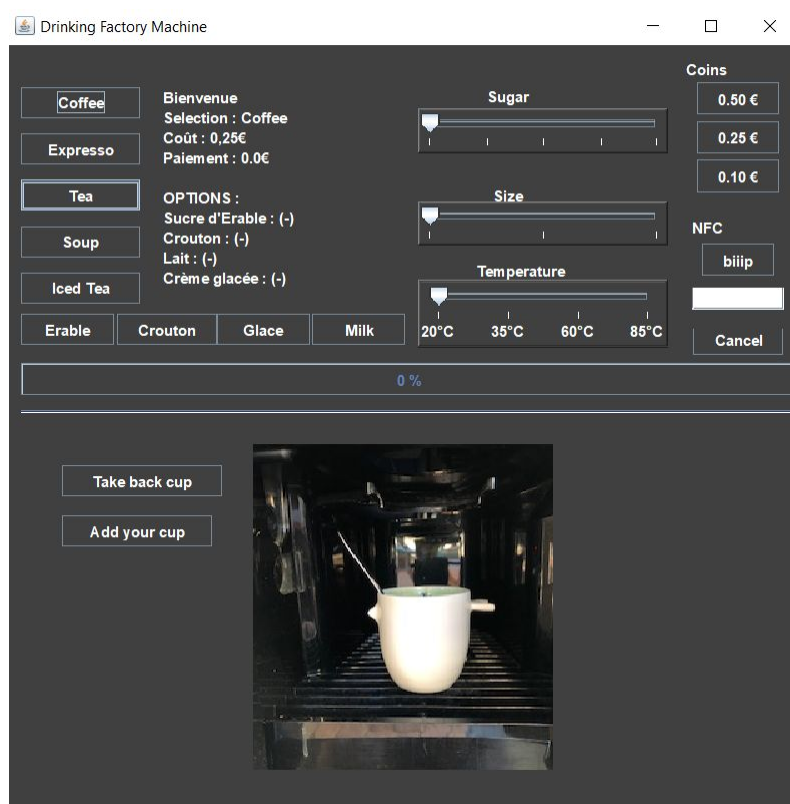 Drinking Factory Machine
Coffee
Expresso
Tea
Soup
Iced Tea
Bienvenue
Selection : Coffee
Coût : 0,25€
Paiement : 0.0€
OPTIONS :
Sucre d'Erable : (-)
Crouton : (-)
Lait : (-)
Crème glacée : (-)
Erable
Crouton
Glace
Milk
Sugar
Size
Temperature
20°C 35°C 60°C 85°C
Coins
0.50 €
0.25 €
0.10 €
NFC
biiip
Cancel
0 %
Take back cup
Add your cup